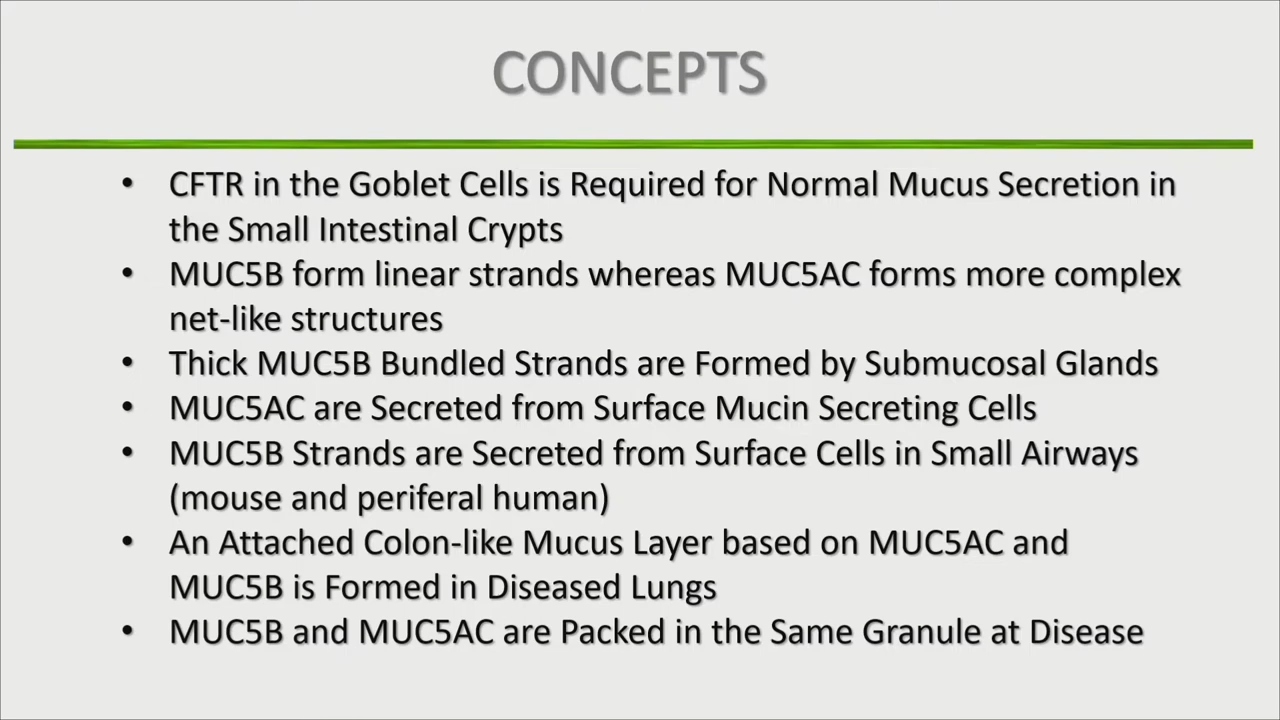 CONCEPTS
• CFTR in the Goblet Cells is Required for Normal Mucus Secretion in
the Small Intestinal Crypts
• MUC5B form linear strands whereas MUC5AC forms more complex
net-like structures
• Thick MUC5B Bundled Strands are Formed by Submucosal Glands
• MUC5AC are Secreted from Surface Mucin Secreting Cells
• MUC5B Strands are Secreted from Surface Cells in Small Airways
(mouse and periferal human)
• An Attached Colon-like Mucus Layer based on MUC5AC and
MUC5B is Formed in Diseased Lungs
• MUC5B and MUC5AC are Packed in the Same Granule at Disease